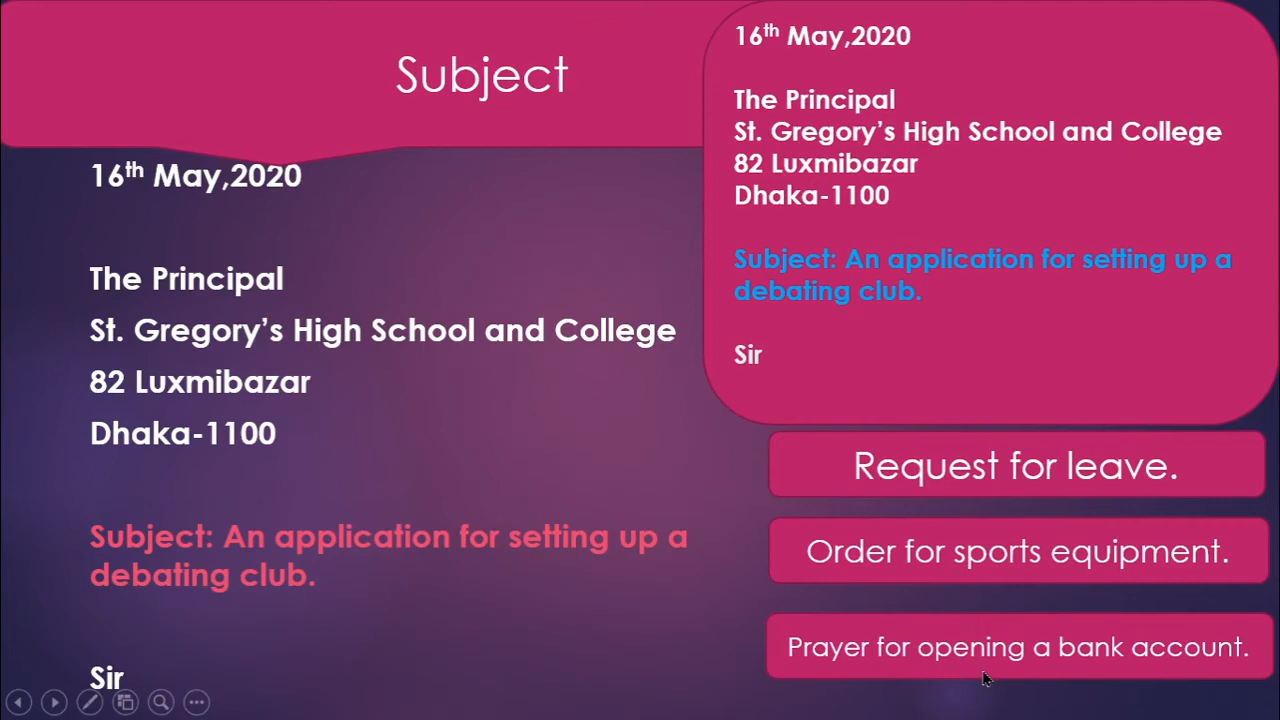 Subject
16th May,2020
The Principal
St. Gregory’s High School and College
82 Luxmibazar
Dhaka-1100
Subject: An application for setting up a
debating club.
Sir
16th May,2020
The Principal
St. Gregory’s High School and College
82 Luxmibazar
Dhaka-1100
Subject: An application for setting up a
debating club.
Sir
Request for leave.
Order for sports equipment.
Prayer for opening a bank account.